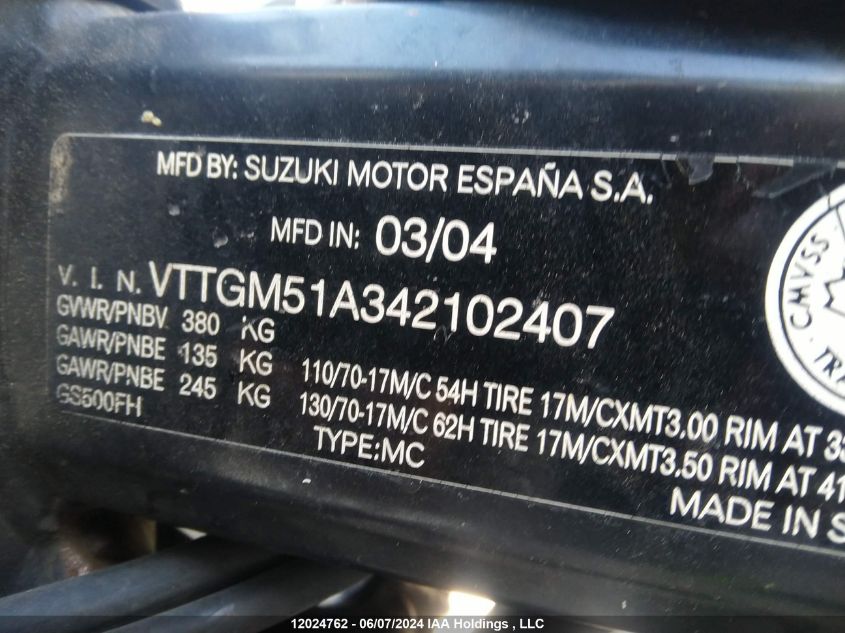 MFD BY: SUZUKI MOTOR ESPAÑA S.A.
MFD IN: 03/04
V. I. N. VTTGM51A342102407
GVWR/PNBV 380 KG
GAWR/PNBE 135 KG 110/70-17M/C 54H TIRE 17M/CXMT3.00 RIM AT
GAWR/PNBE 245 KG 130/70-17M/C 62H TIRE 17M/CXMT3.50 RIM AT
GS500FH TYPE:MC
MADE IN
CMVSS
12024762 - 06/07/2024 IAA Holdings , LLC